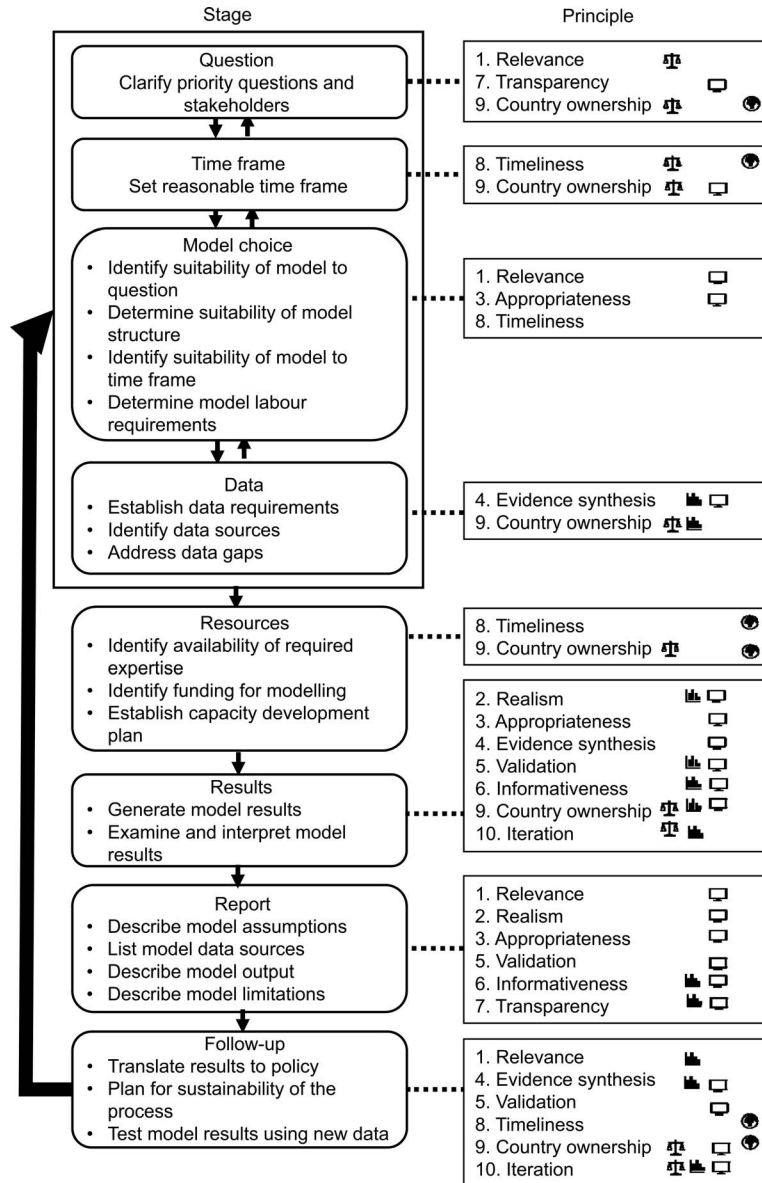 Stage
Principle
Question
Clarify priority questions and
stakeholders
1. Relevance
7. Transparency
9. Country ownership
Time frame
Set reasonable time frame
8. Timeliness
9. Country ownership
Model choice
• Identify suitability of model to
question
• Determine suitability of model
structure
• Identify suitability of model to
time frame
• Determine model labour
requirements
1. Relevance
3. Appropriateness
8. Timeliness
Data
• Establish data requirements
• Identify data sources
• Address data gaps
4. Evidence synthesis
9. Country ownership
Resources
• Identify availability of required
expertise
• Identify funding for modelling
• Establish capacity development
plan
8. Timeliness
9. Country ownership
Results
• Generate model results
• Examine and interpret model
results
2. Realism
3. Appropriateness
4. Evidence synthesis
5. Validation
6. Informativeness
9. Country ownership
10. Iteration
Report
• Describe model assumptions
• List model data sources
• Describe model output
• Describe model limitations
1. Relevance
2. Realism
3. Appropriateness
5. Validation
6. Informativeness
7. Transparency
Follow-up
• Translate results to policy
• Plan for sustainability of the
process
• Test model results using new data
1. Relevance
4. Evidence synthesis
5. Validation
8. Timeliness
9. Country ownership
10. Iteration